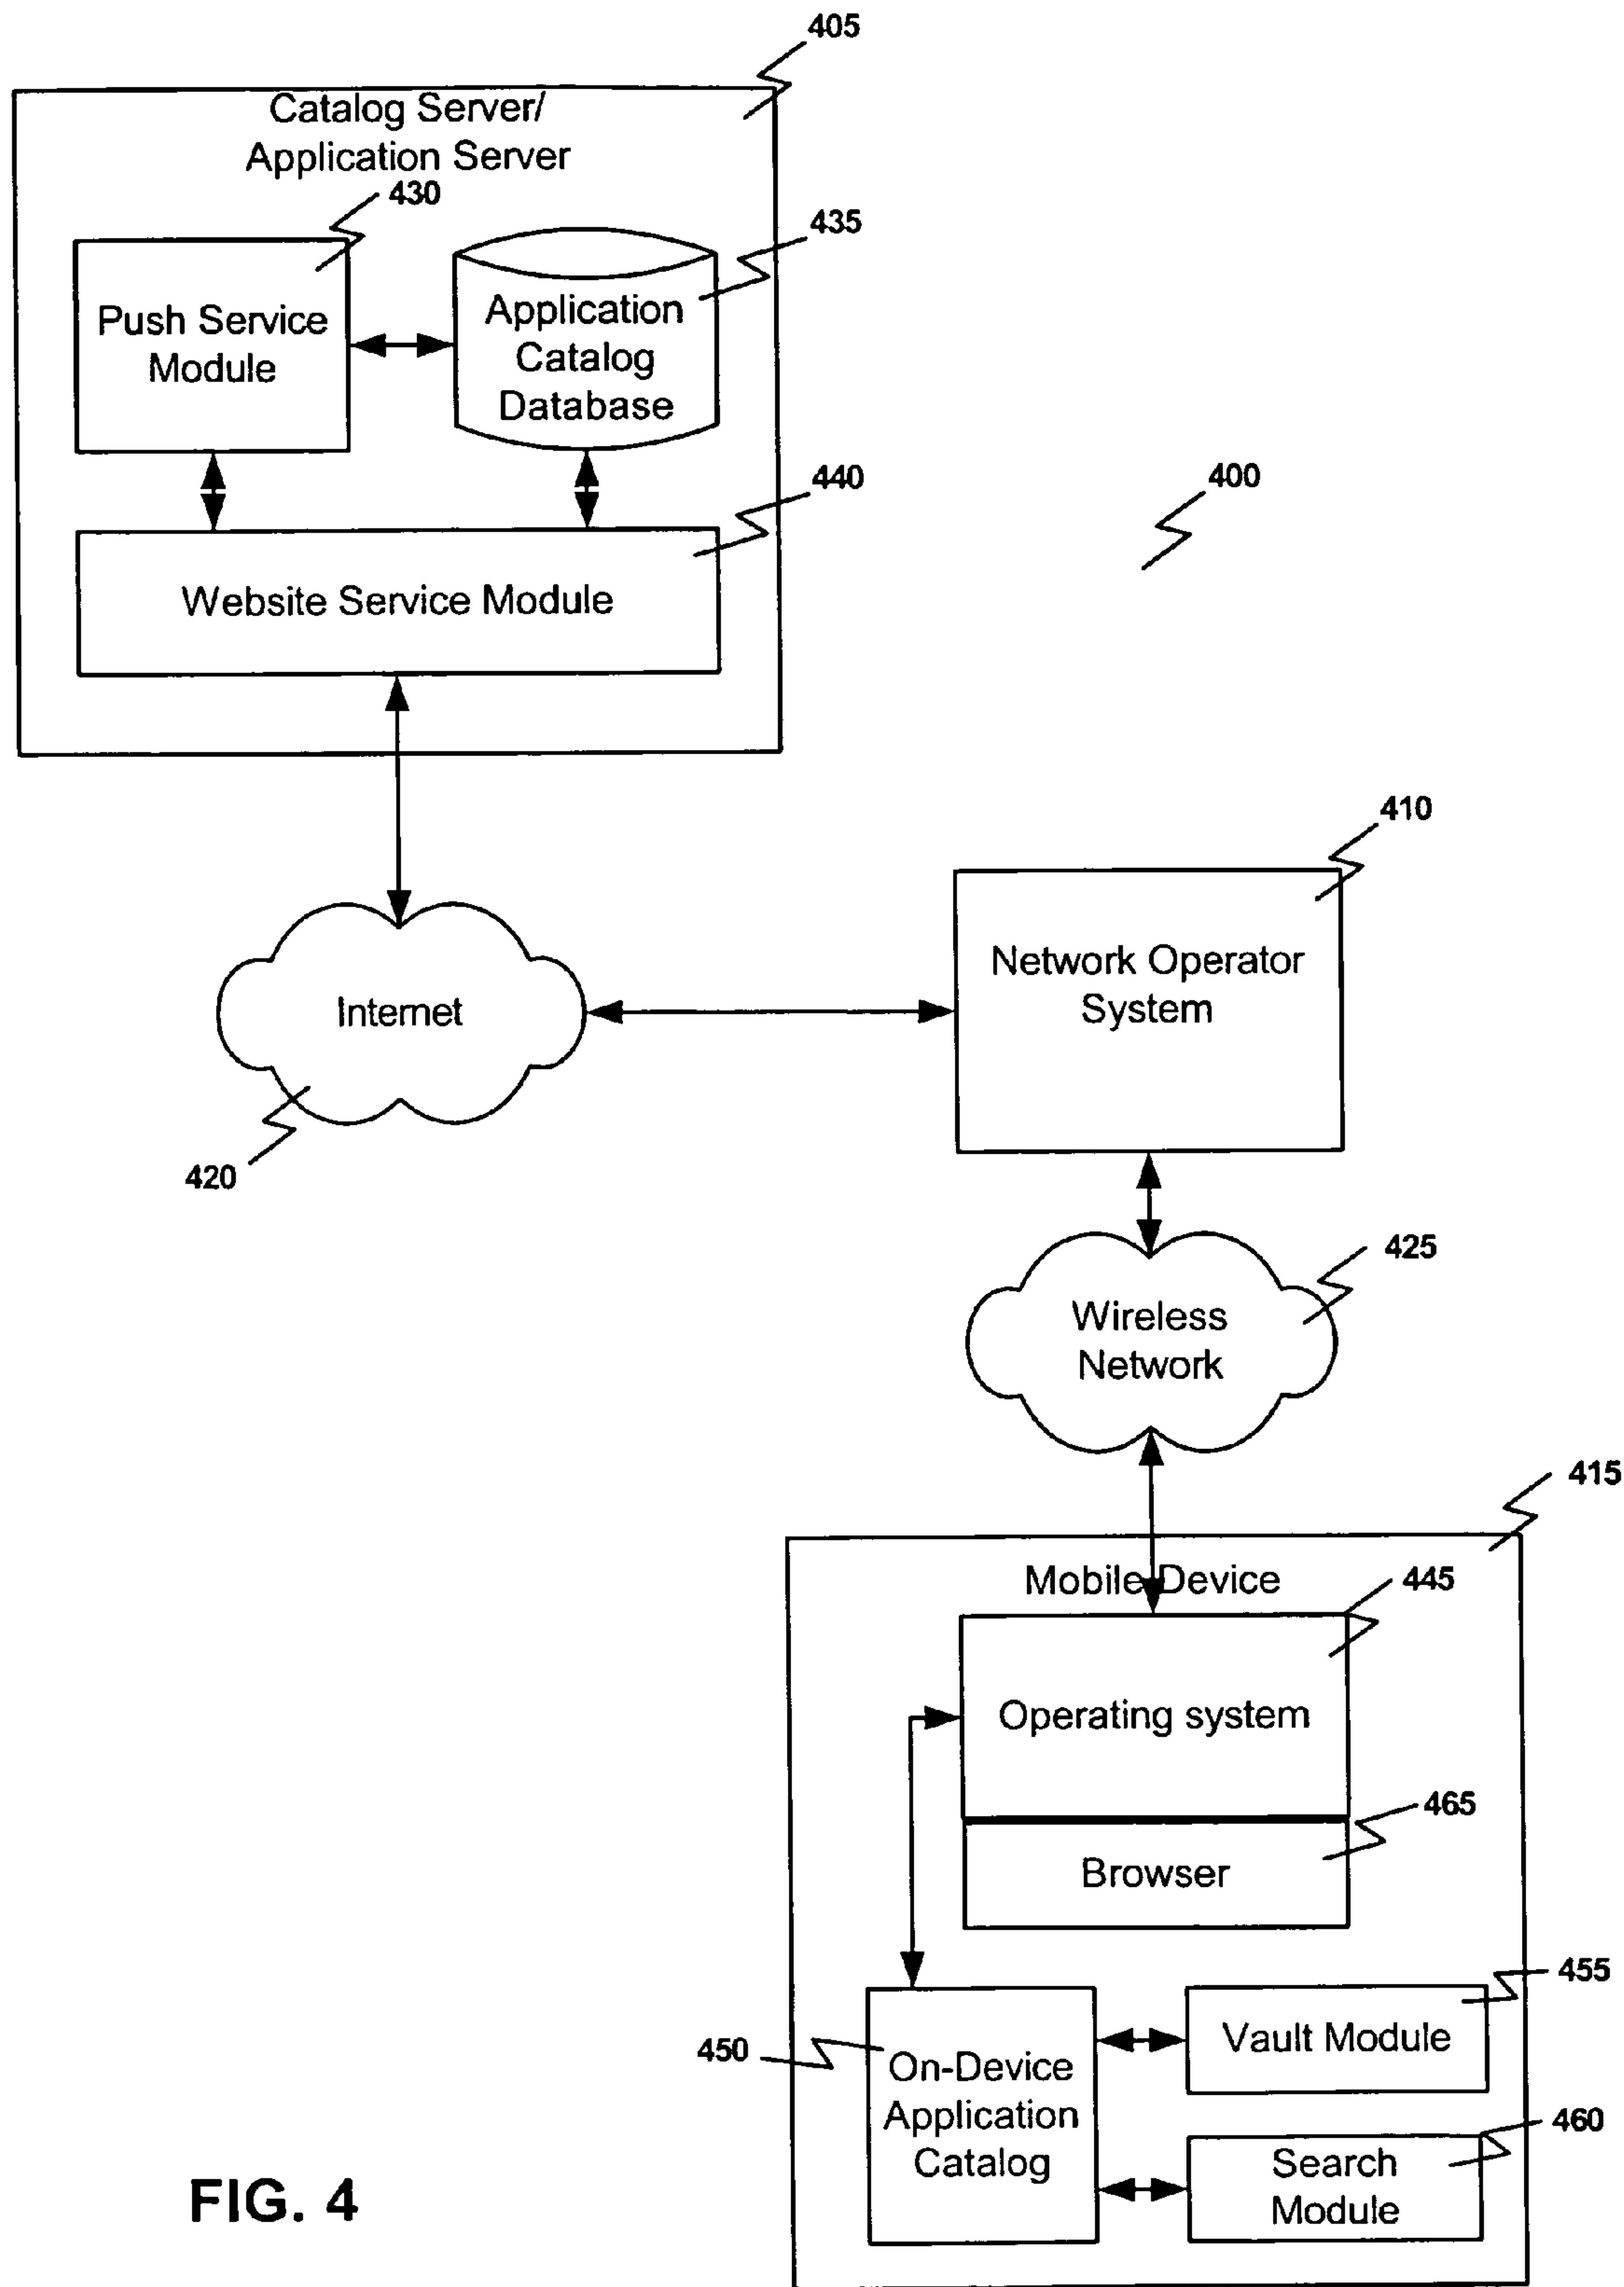 405
Catalog Server/
Application Server
430
435
Push Service
Module
Application
Catalog
Database
440
400
Website Service Module
410
Network Operator
System
Internet
420
425
Wireless
Network
415
Mobile Device
445
Operating system
465
Browser
455
Vault Module
450
On-Device
Application
Catalog
460
Search
Module
FIG. 4